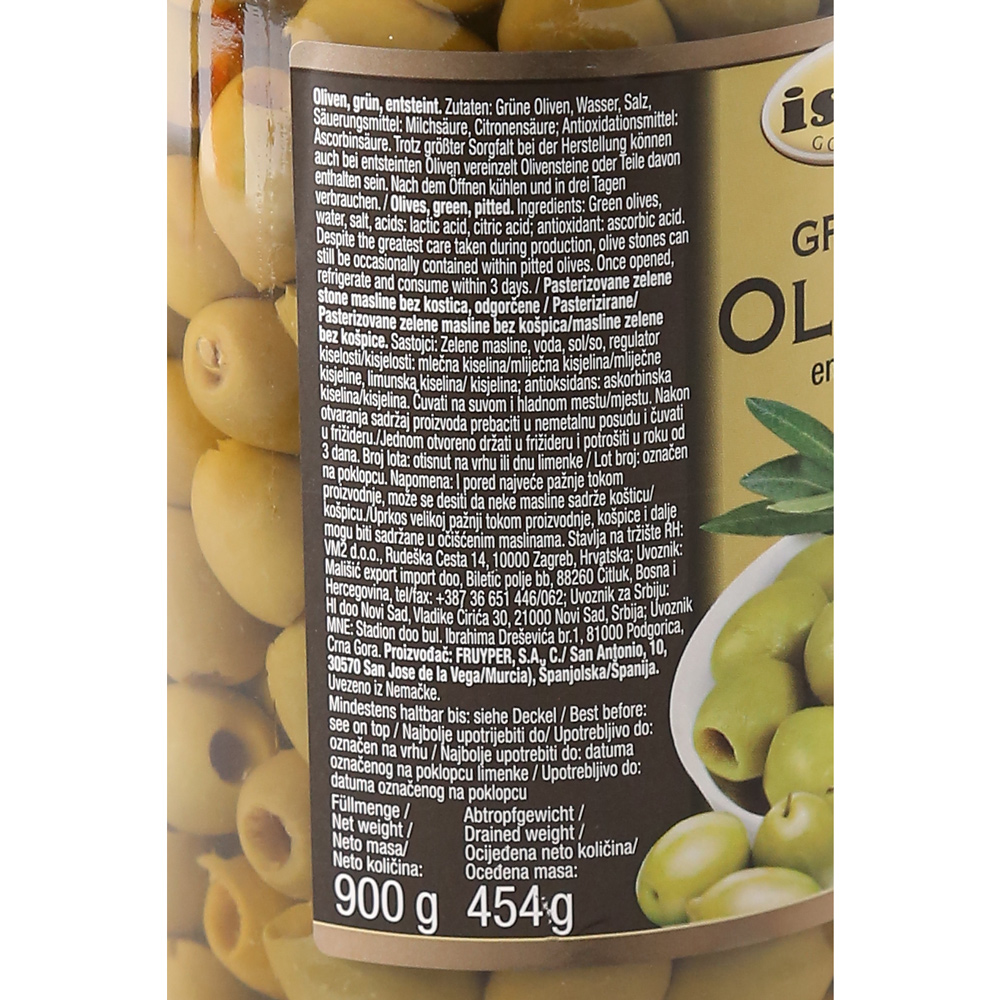 Oliven, grün, entsteint. Zutaten: Grüne Oliven, Wasser, Salz,
Säuerungsmittel: Milchsäure, Citronensäure; Antioxidationsmittel:
Ascorbinsäure. Trotz größter Sorgfalt bei der Herstellung können
auch bei entsteinten Oliven vereinzelt Olivensteine oder Teile davon
enthalten sein. Nach dem Öffnen kühlen und in drei Tagen
verbrauchen. / Olives, green, pitted. Ingredients: Green olives,
water, salt, acids: lactic acid, citric acid; antioxidant: ascorbic acid.
Despite the greatest care taken during production, olive stones can
still be occasionally contained within pitted olives. Once opened,
refrigerate and consume within 3 days. / Pasterizovane zelene
stone masline bez kostica, odgorčene / Pasterizirane/
Pasterizovane zelene masline bez košpica/masline zelene
bez košpice. Sastojci: Zelene masline, voda, sol/so, regulator
kiselosti/kisjelosti: mlečna kiselina/mliječna kisjelina/mliječne
kisjeline, limunska kiselina/ kisjelina; antioksidans: askorbinska
kiselina/kisjelina. Čuvati na suvom i hladnom mestu/mjestu. Nakon
otvaranja sadržaj proizvoda prebaciti u nemetalnu posudu i čuvati
u frižideru./Jednom otvoreno držati u frižideru i potrošiti u roku od
3 dana. Broj lota: otisnut na vrhu ili dnu limenke / Lot broj: označen
na poklopcu. Napomena: I pored najveće pažnje tokom
proizvodnje, može se desiti da neke masline sadrže košticu/
košpicu./Uprkos velikoj pažnji tokom proizvodnje, košpice i dalje
mogu biti sadržane u očišćenim maslinama. Stavlja na tržište RH:
VM2 d.o.o., Rudeška Cesta 14, 10000 Zagreb, Hrvatska; Uvoznik:
Mališić export import doo, Biletic polje bb, 88260 Čitluk, Bosna i
Hercegovina, tel/fax: +387 36 651 446/062; Uvoznik za Srbiju:
HI doo Novi Sad, Vladike Ćirića 30, 21000 Novi Sad, Srbija; Uvoznik
MNE: Stadion doo bul. Ibrahima Dreševića br.1, 81000 Podgorica,
Crna Gora. Proizvođač: FRUYPER, S.A., C./ San Antonio, 10,
30570 San Jose de la Vega/Murcia), Španjolska/Španija.
Uvezeno iz Nemačke.
Mindestens haltbar bis: siehe Deckel / Best before:
see on top / Najbolje upotrijebiti do/ Upotrebljivo do:
označen na vrhu / Najbolje upotrebiti do: datuma
označenog na poklopcu limenke / Upotrebljivo do:
datuma označenog na poklopcu
Füllmenge /
Net weight /
Neto masa/
Neto količina:
900 g
Abtropfgewicht /
Drained weight /
Ocijeđena neto količina/
Oceđena masa:
454 g
is
GO
GR
OL
en